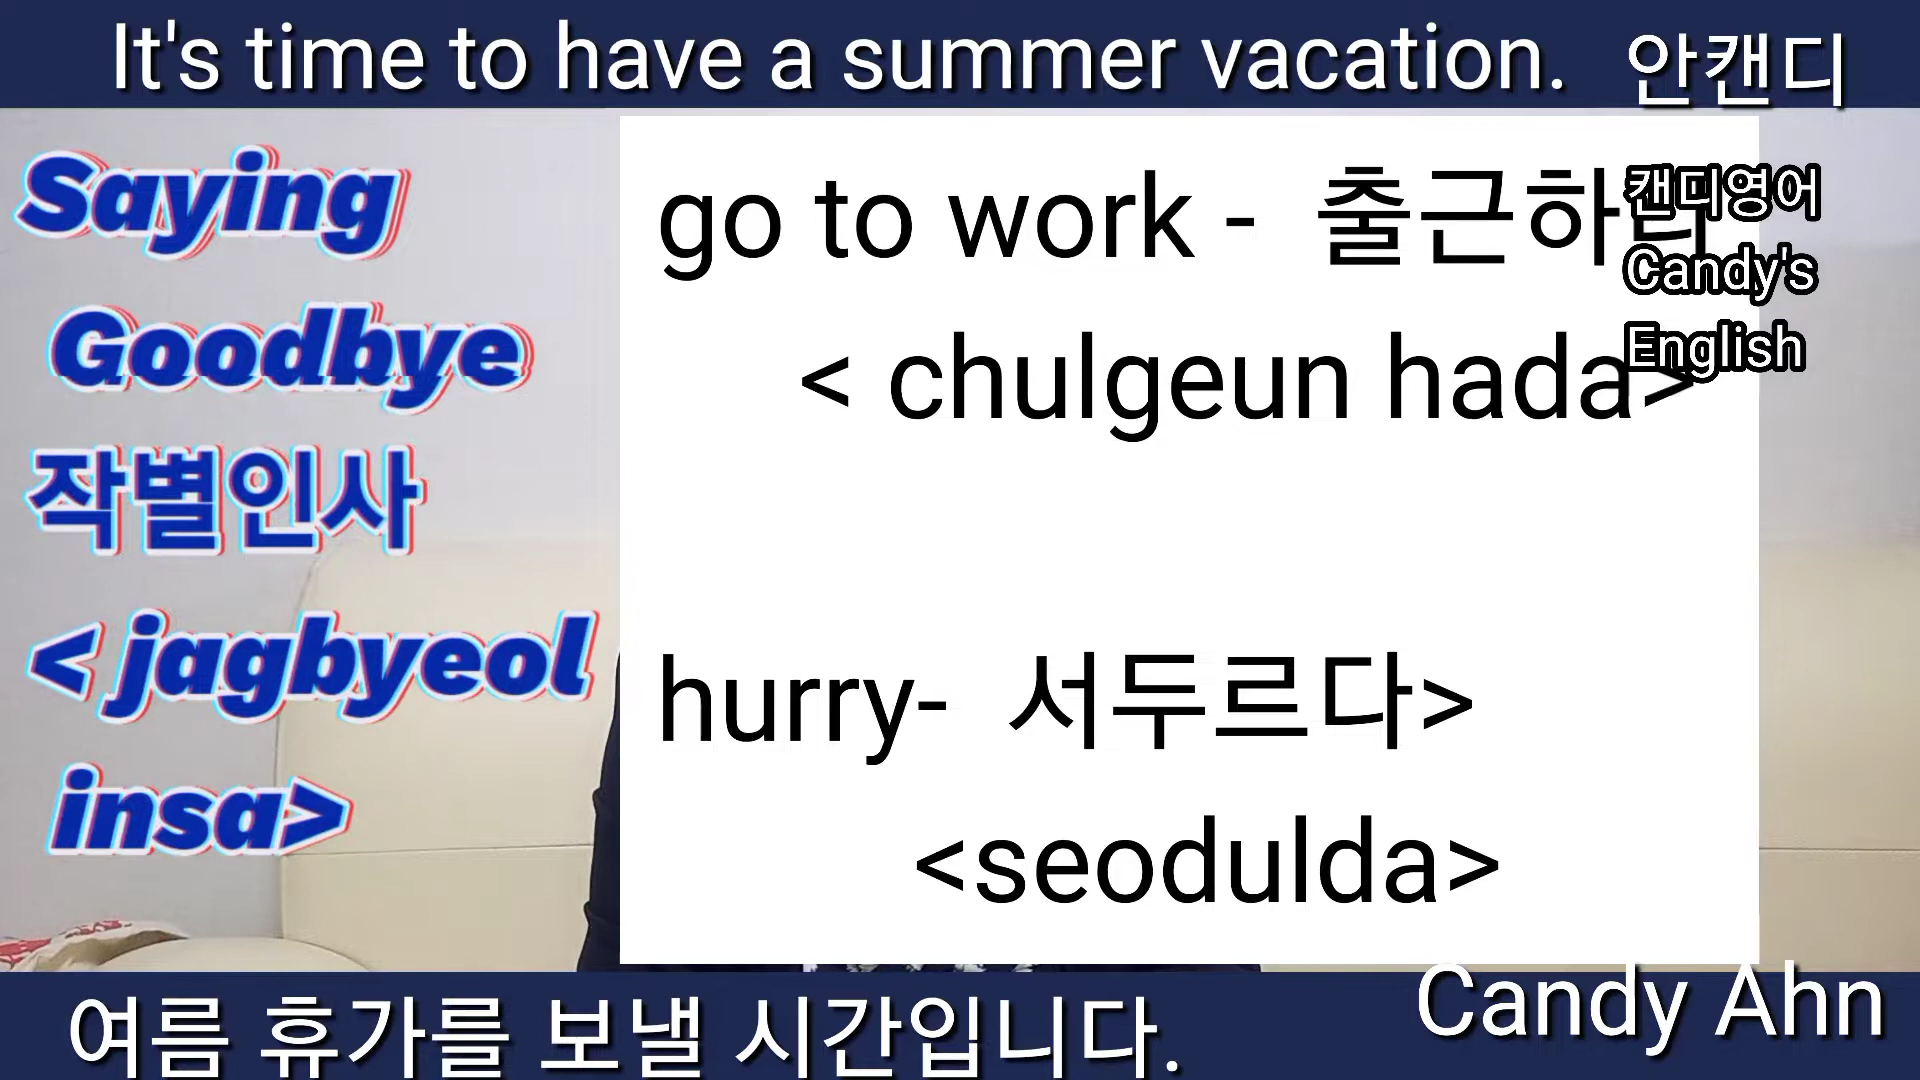 It's time to have a summer vacation.
안캔디
Saying
Goodbye
작별인사
< jagbyeol
insa>
go to work - 출근하다
< chulgeun hada>
hurry- 서두르다>
<seodulda>
캔디영어
Candy's
English
여름 휴가를 보낼 시간입니다.
Candy Ahn